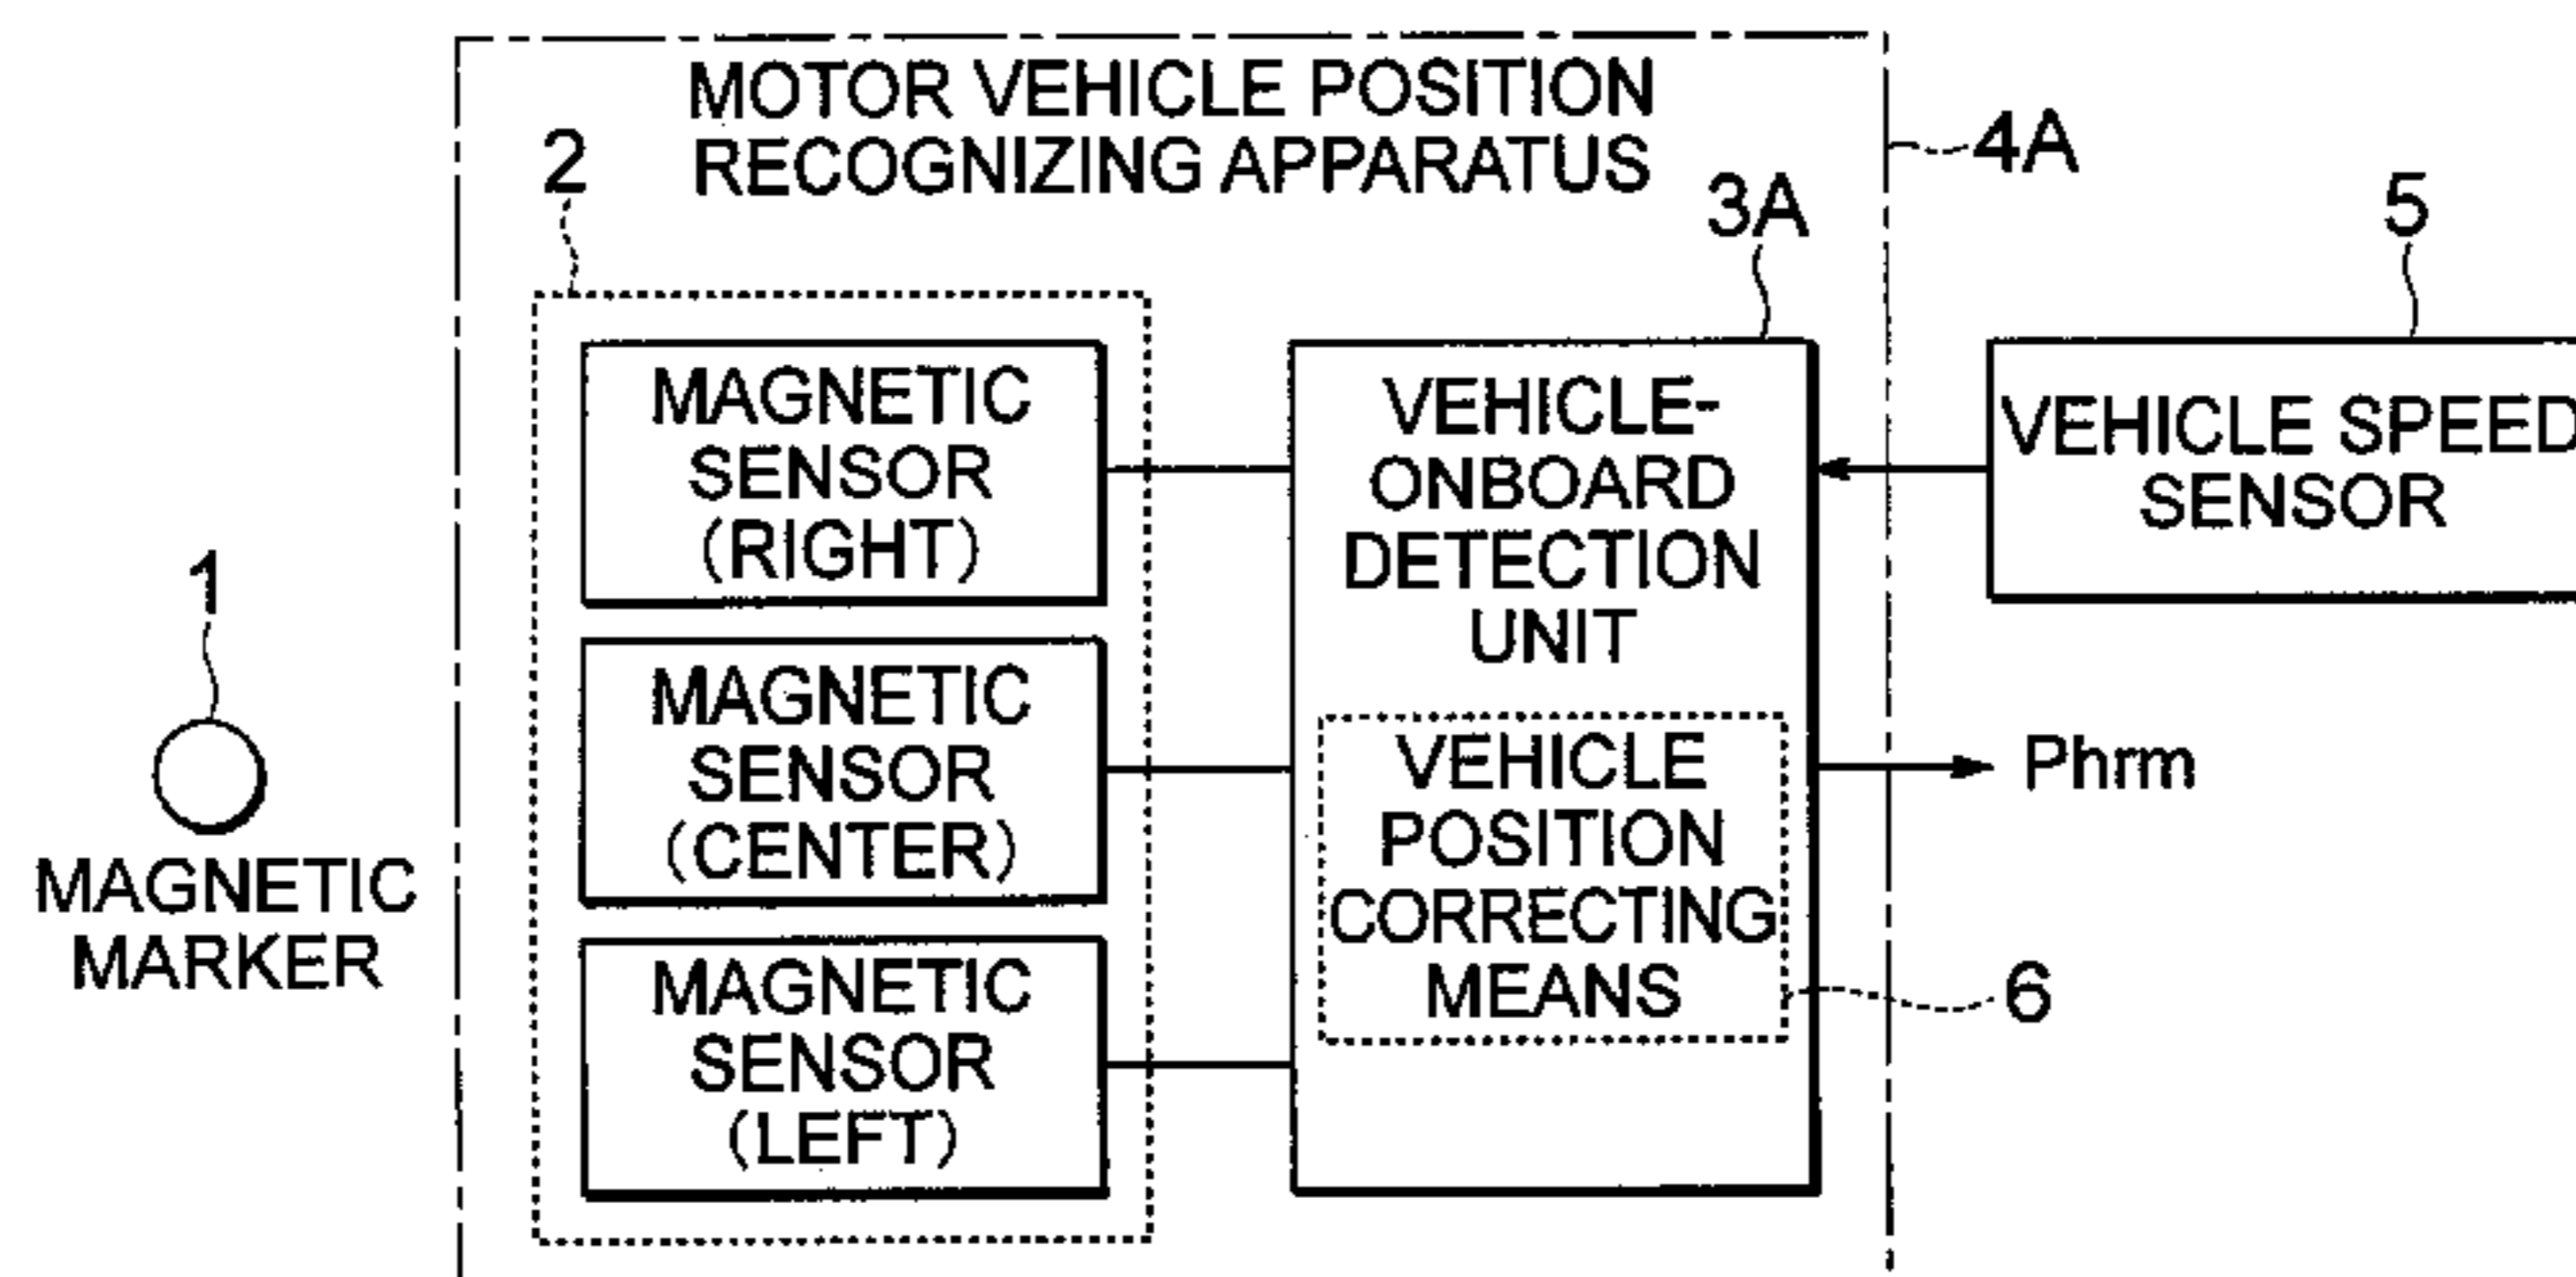 MOTOR VEHICLE POSITION
RECOGNIZING APPARATUS
4A
2
3A
5
MAGNETIC
SENSOR
(RIGHT)
VEHICLE-
ONBOARD
DETECTION
UNIT
VEHICLE SPEED
SENSOR
1
MAGNETIC
MARKER
MAGNETIC
SENSOR
(CENTER)
VEHICLE
POSITION
CORRECTING
MEANS
Phrm
6
MAGNETIC
SENSOR
(LEFT)